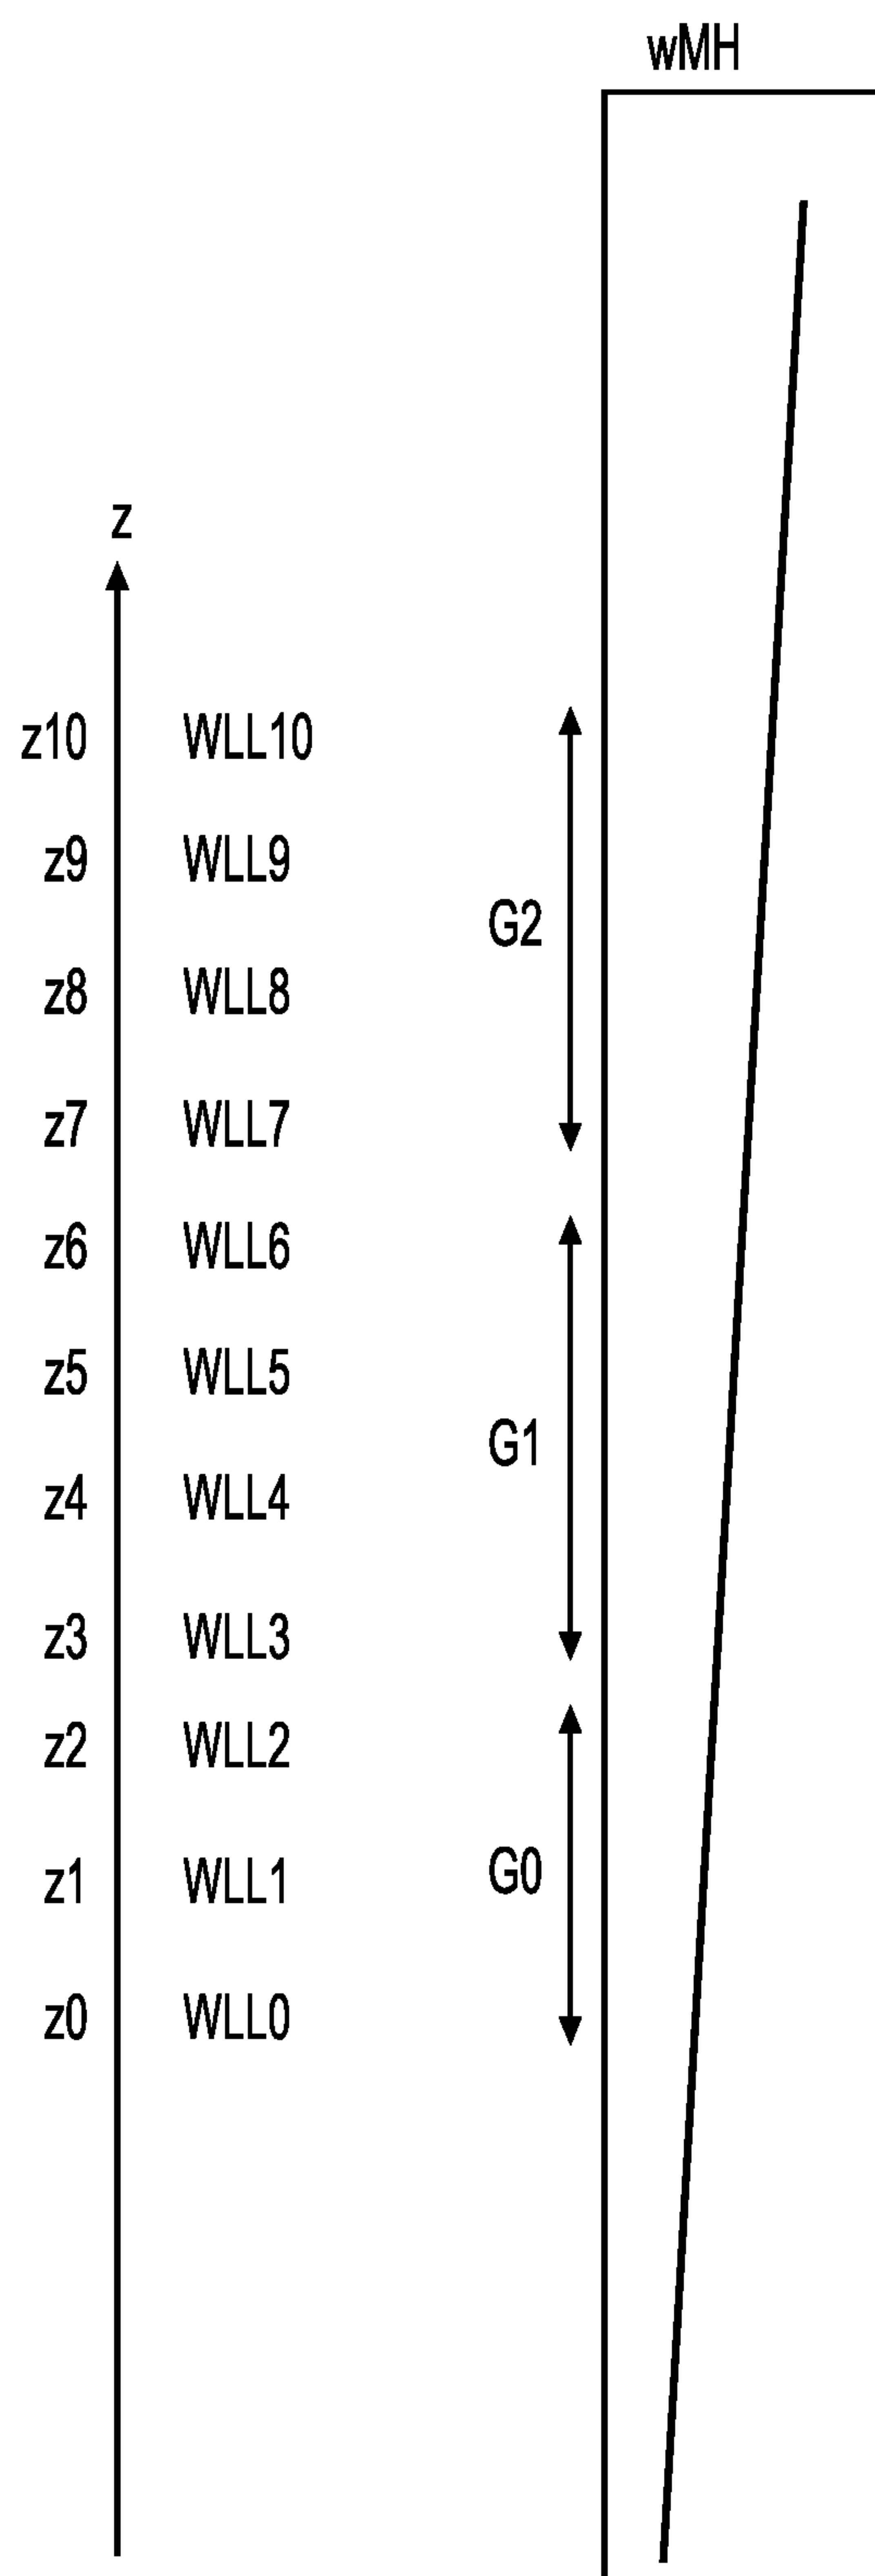 wMH
z
z10 WLL10
z9 WLL9
G2
z8 WLL8
z7 WLL7
z6 WLL6
z5 WLL5
G1
z4 WLL4
z3 WLL3
z2 WLL2
z1 WLL1 G0
z0 WLL0